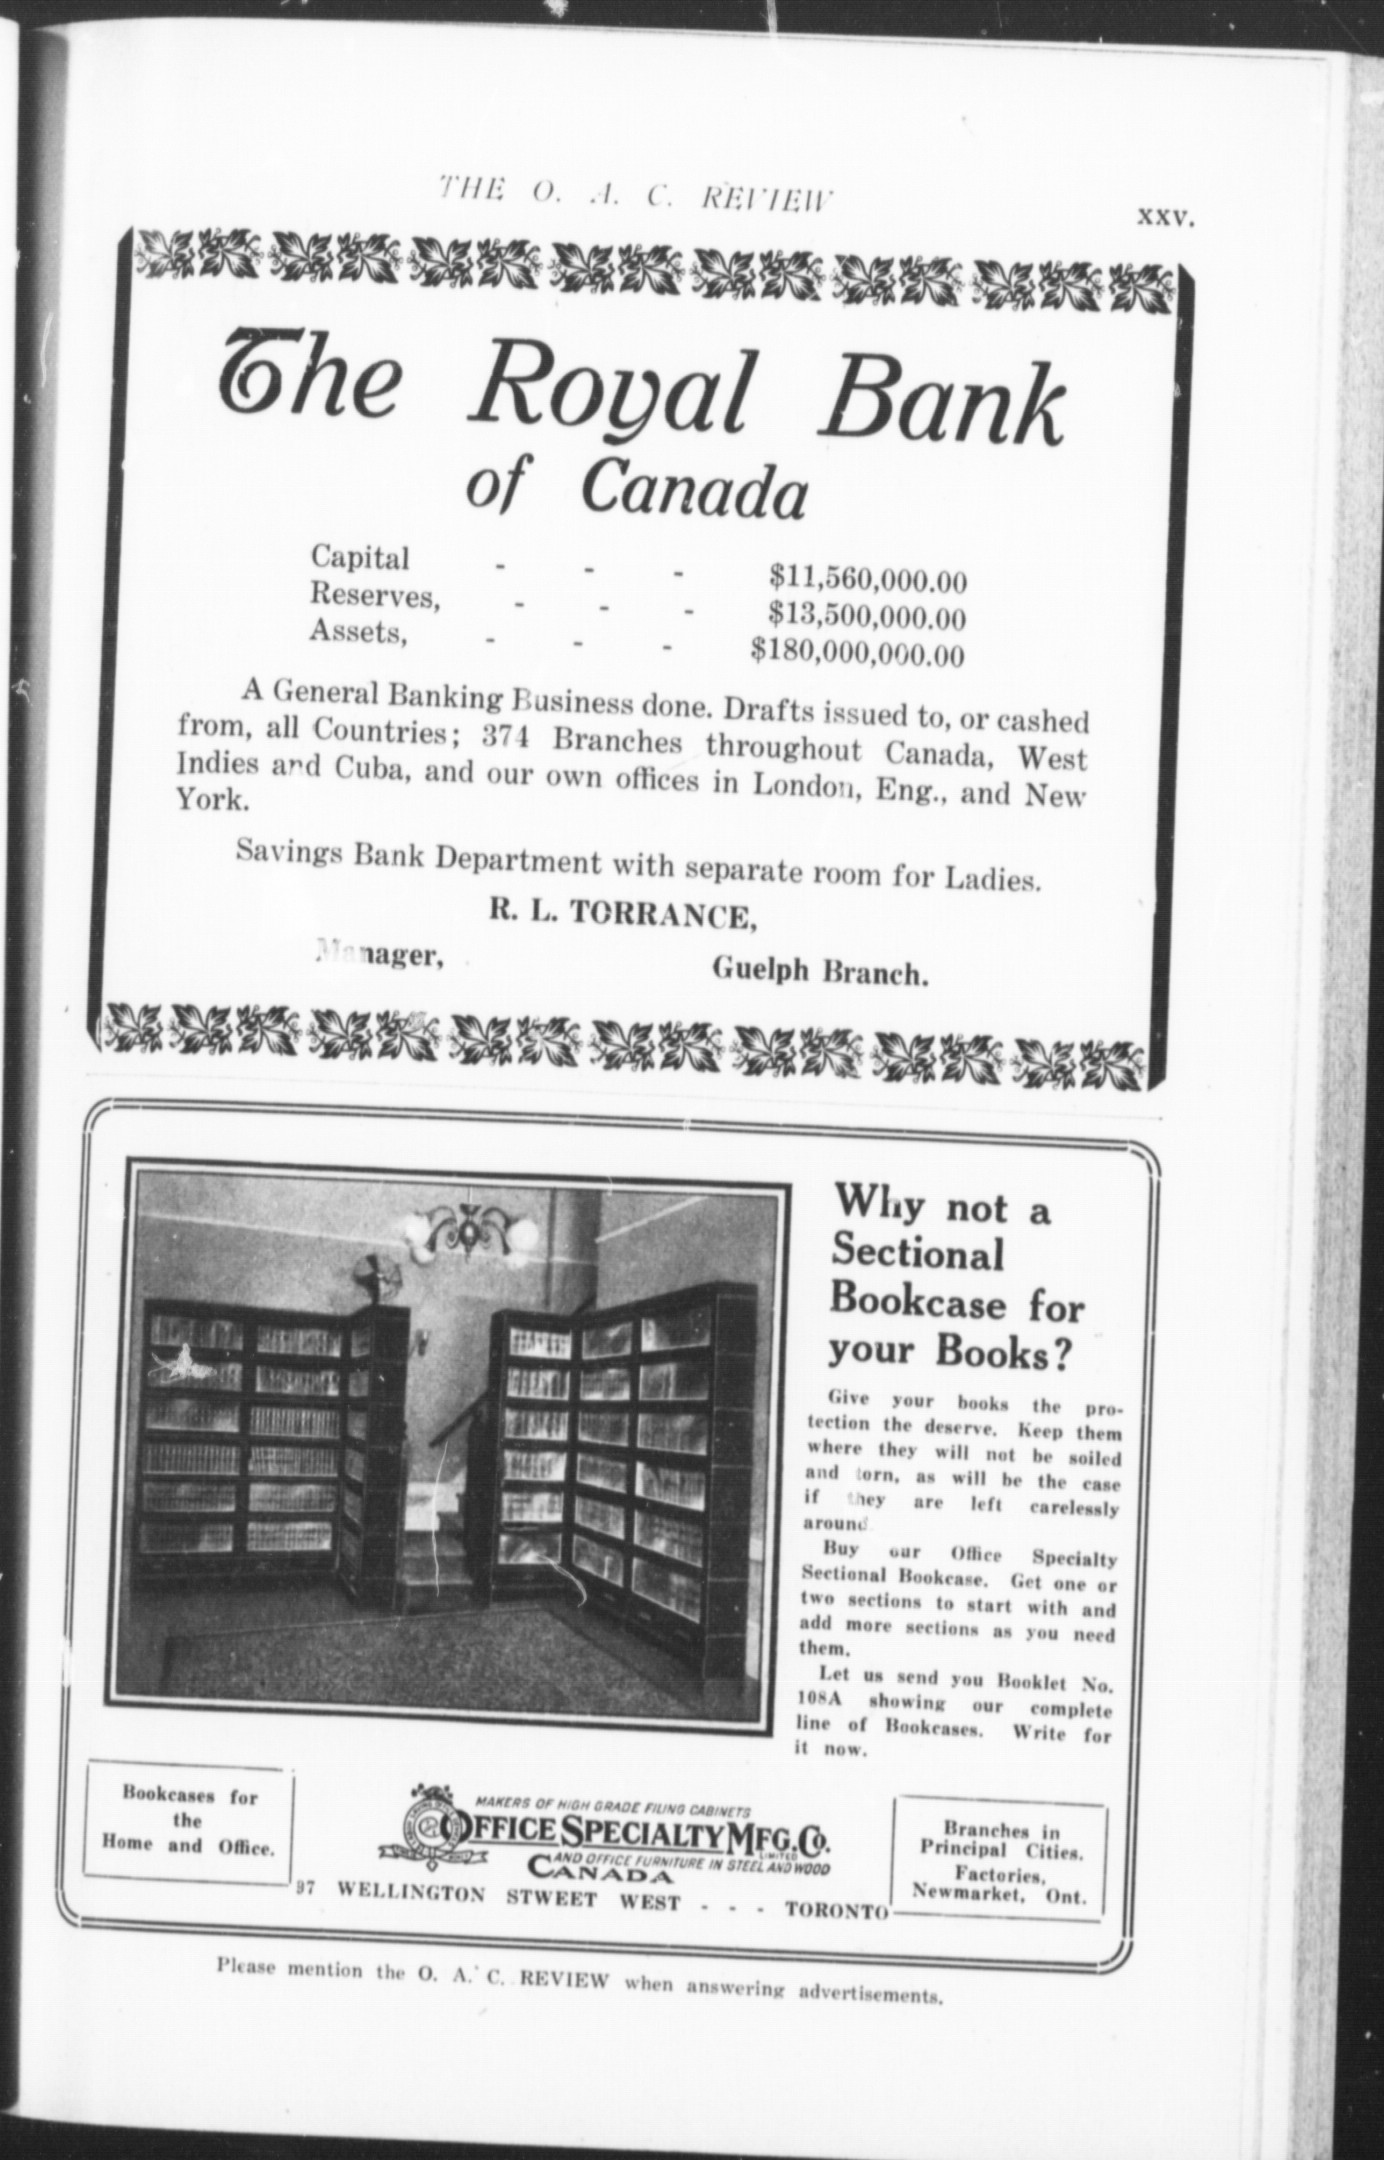 THE O. A. C. REVIEW
xxv.
The Royal Bank
of Canada
Capital - - - $11,560,000.00
Reserves, - - - $13,500,000.00
Assets, - - - $180,000,000.00
A General Banking Business done. Drafts issued to, or cashed
from, all Countries; 374 Branches throughout Canada, West
Indies and Cuba, and our own offices in London, Eng., and New
York.
Savings Bank Department with separate room for Ladies.
R. L. TORRANCE,
Manager, Guelph Branch.
Why not a
Sectional
Bookcase for
your Books?
Give your books the pro-
tection the deserve. Keep them
where they will not be soiled
and torn, as will be the case
if they are left carelessly
around
Buy our Office Specialty
Sectional Bookcase. Get one or
two sections to start with and
add more sections as you need
them.
Let us send you Booklet No.
108A showing our complete
line of Bookcases. Write for
it now.
Bookcases for
the
Home and Office.
MAKERS OF HIGH GRADE FILING CABINETS
OFFICE SPECIALTY MFG. CO.
LIMITED
AND OFFICE FURNITURE IN STEEL AND WOOD
CANADA
97 WELLINGTON STWEET WEST - - - TORONTO
Branches in
Principal Cities.
Factories,
Newmarket, Ont.
Please mention the O. A. C. REVIEW when answering advertisements.